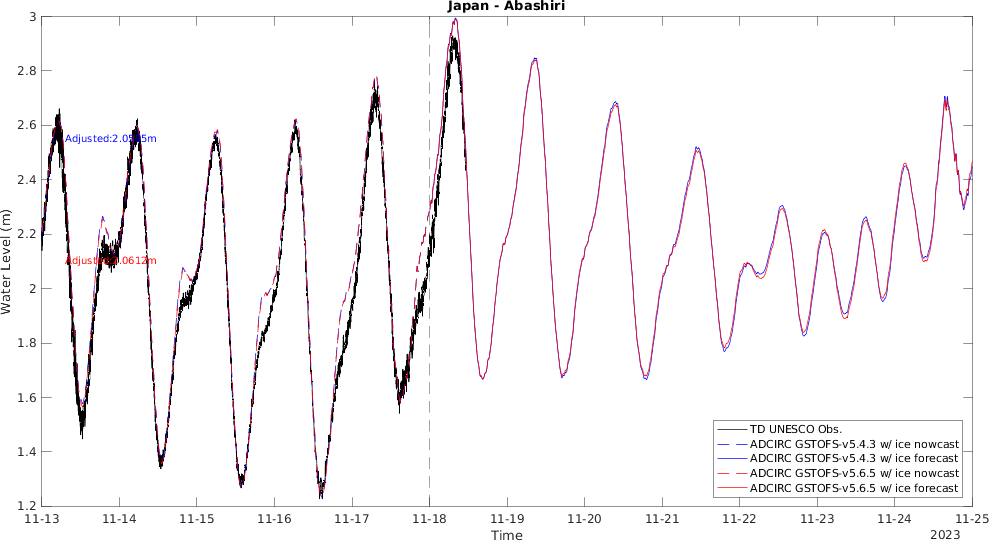 Japan - Abashiri
Water Level (m)
3
2.8
2.6
2.4
2.2
2
1.8
1.6
1.4
1.2
m
TD UNESCO Obs.
ADCIRC GSTOFS-v5.4.3 w/ ice nowcast
ADCIRC GSTOFS-v5.4.3 w/ ice forecast
ADCIRC GSTOFS-v5.6.5 w/ ice nowcast
ADCIRC GSTOFS-v5.6.5 w/ ice forecast
11-13 11-14 11-15 11-16 11-17 11-18 11-19 11-20 11-21 11-22 11-23 11-24 11-25
Time
2023